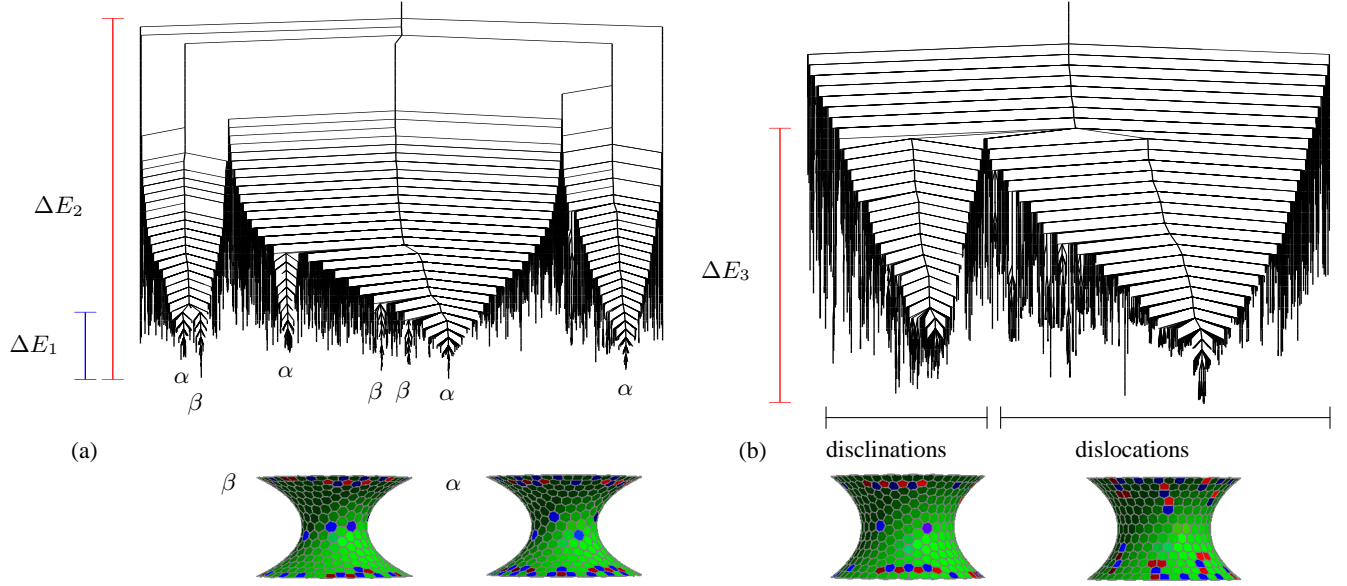 ΔE₂
ΔE₃
ΔE₁
α β α β β α α
(a)
(b)
disclinations dislocations
β α